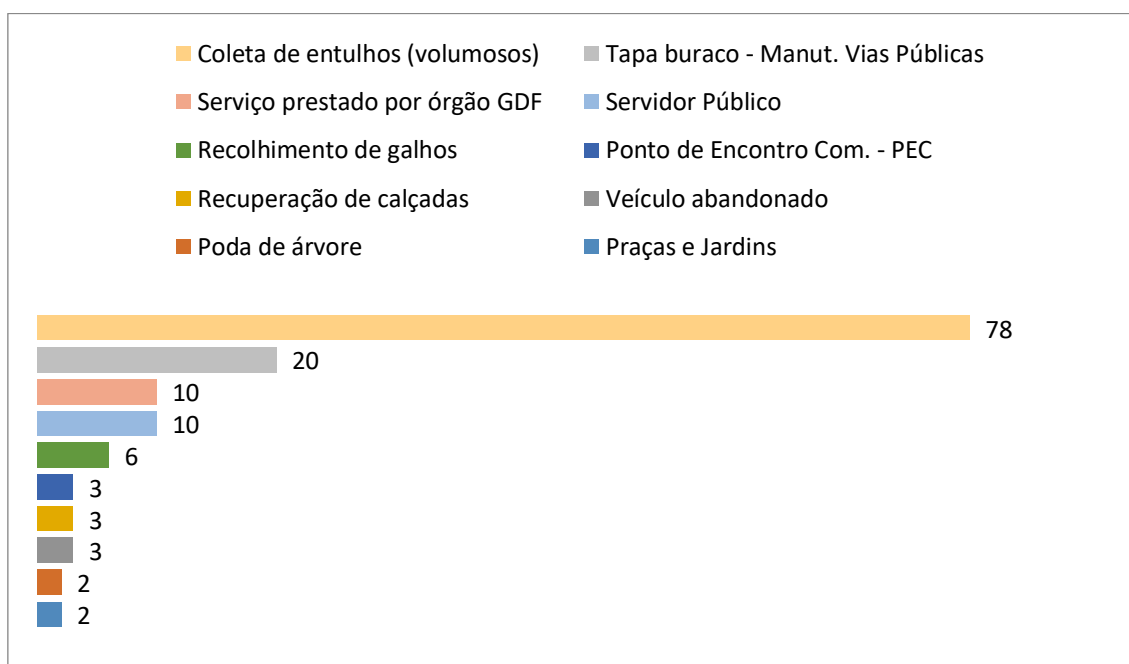 Coleta de entulhos (volumosos) Tapa buraco - Manut. Vias Públicas
Serviço prestado por órgão GDF Servidor Público
Recolhimento de galhos Ponto de Encontro Com. - PEC
Recuperação de calçadas Veículo abandonado
Poda de árvore Praças e Jardins
78
20
10
10
6
3
3
3
2
2